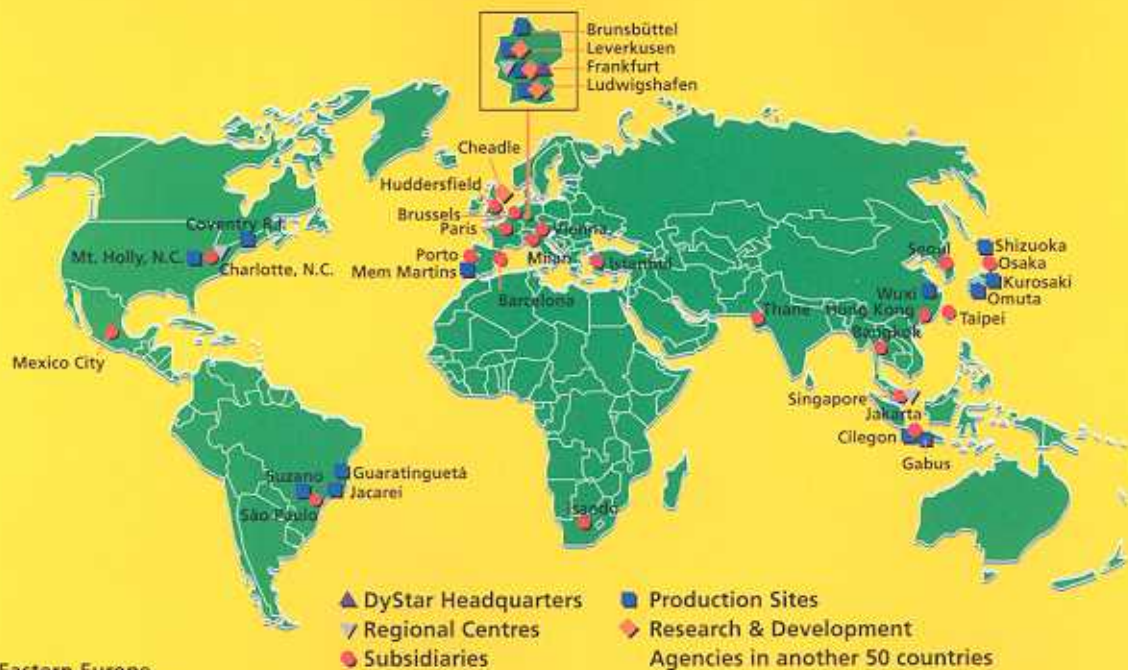 Brunsbüttel
Leverkusen
Frankfurt
Ludwigshafen
Cheadle
Huddersfield
Brussels
Paris
Vienna
Milan
Istanbul
Porto
Mem Martins
Barcelona
Coventry R.I.
Mt. Holly, N.C.
Charlotte, N.C.
Mexico City
Seoul
Shizuoka
Osaka
Kurosaki
Omuta
Wuxi
Hong Kong
Taipei
Thane
Bangkok
Singapore
Jakarta
Cilegon
Gabus
Suzano
Guaratinguetá
Jacarei
São Paulo
Isando
DyStar Headquarters
Regional Centres
Subsidiaries
Production Sites
Research & Development
Agencies in another 50 countries
Eastern Europe